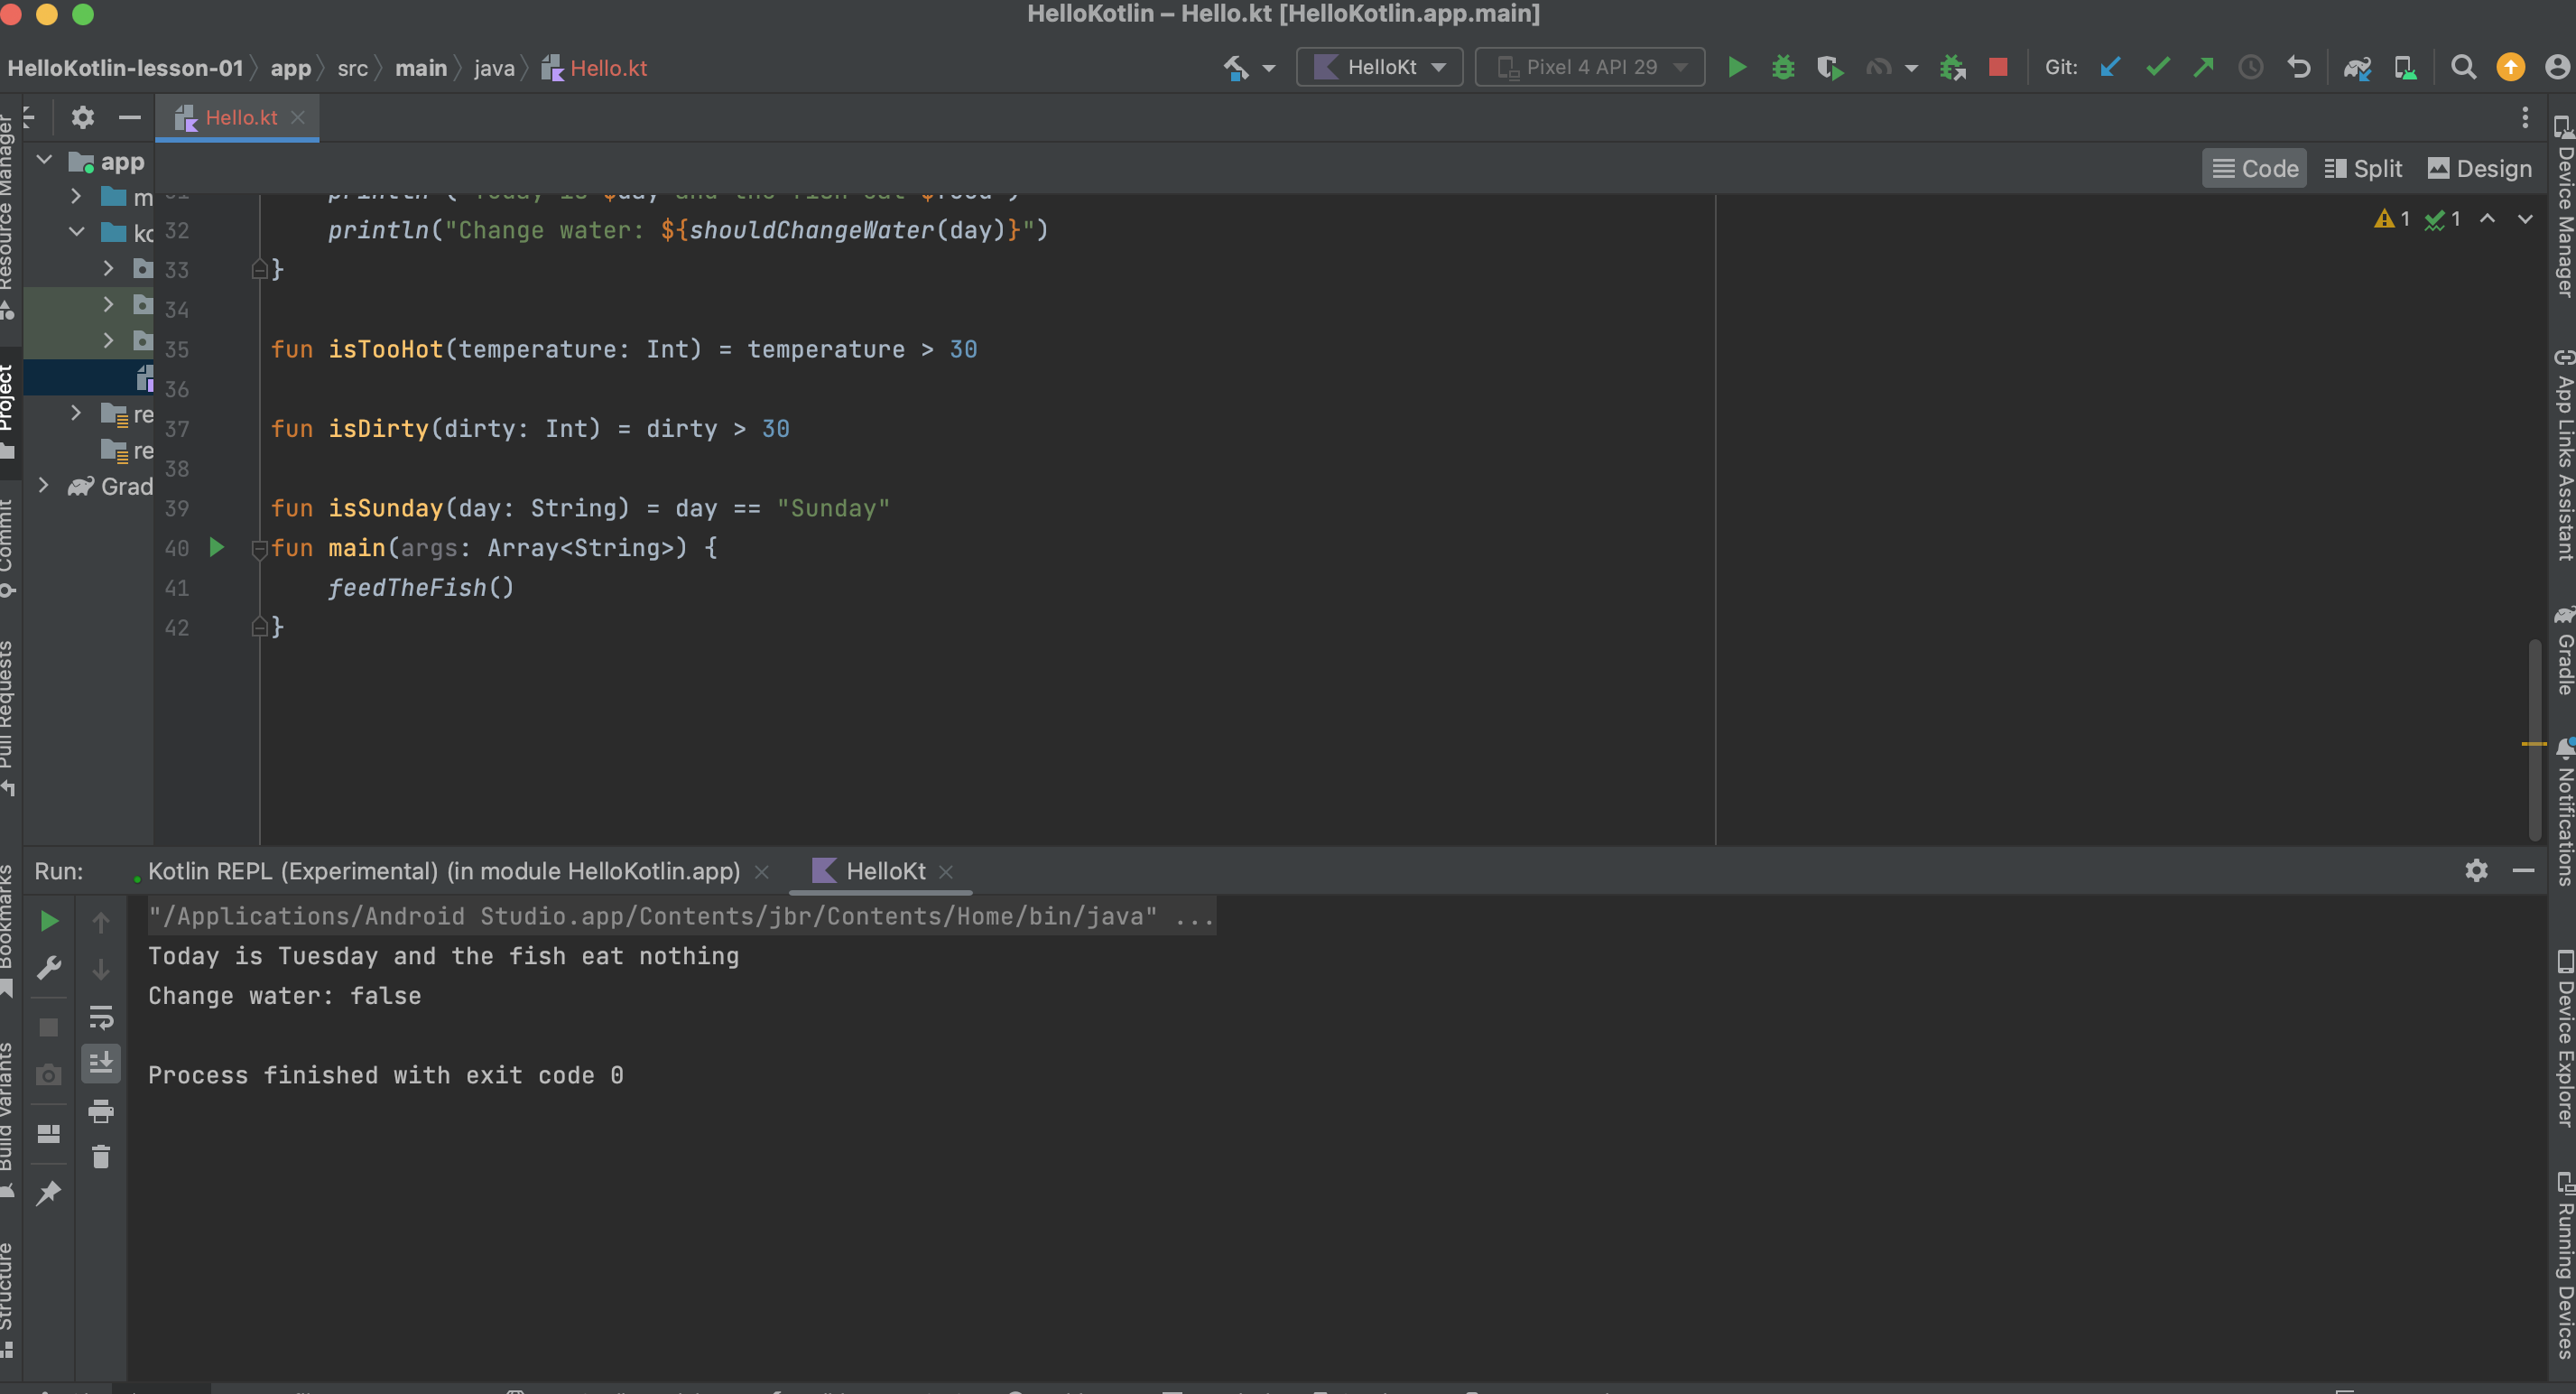 HelloKotlin – Hello.kt [HelloKotlin.app.main]
HelloKotlin-lesson-01 app src main java Hello.kt
HelloKt
Pixel 4 API 29
Git:
Hello.kt
Code Split Design
app
m
re
re
Grad
1 1
println("Today is $day and the fish eat $food")
32 println("Change water: ${shouldChangeWater(day)}")
33 }
34
35 fun isTooHot(temperature: Int) = temperature > 30
36
37 fun isDirty(dirty: Int) = dirty > 30
38
39 fun isSunday(day: String) = day == "Sunday"
40 fun main(args: Array<String>) {
41 feedTheFish()
42 }
Resource Manager
Project
Commit
Pull Requests
Bookmarks
Build Variants
Structure
Device Manager
App Links Assistant
Gradle
Notifications
Device Explorer
Running Devices
Run: Kotlin REPL (Experimental) (in module HelloKotlin.app) HelloKt
"/Applications/Android Studio.app/Contents/jbr/Contents/Home/bin/java" ...
Today is Tuesday and the fish eat nothing
Change water: false
Process finished with exit code 0